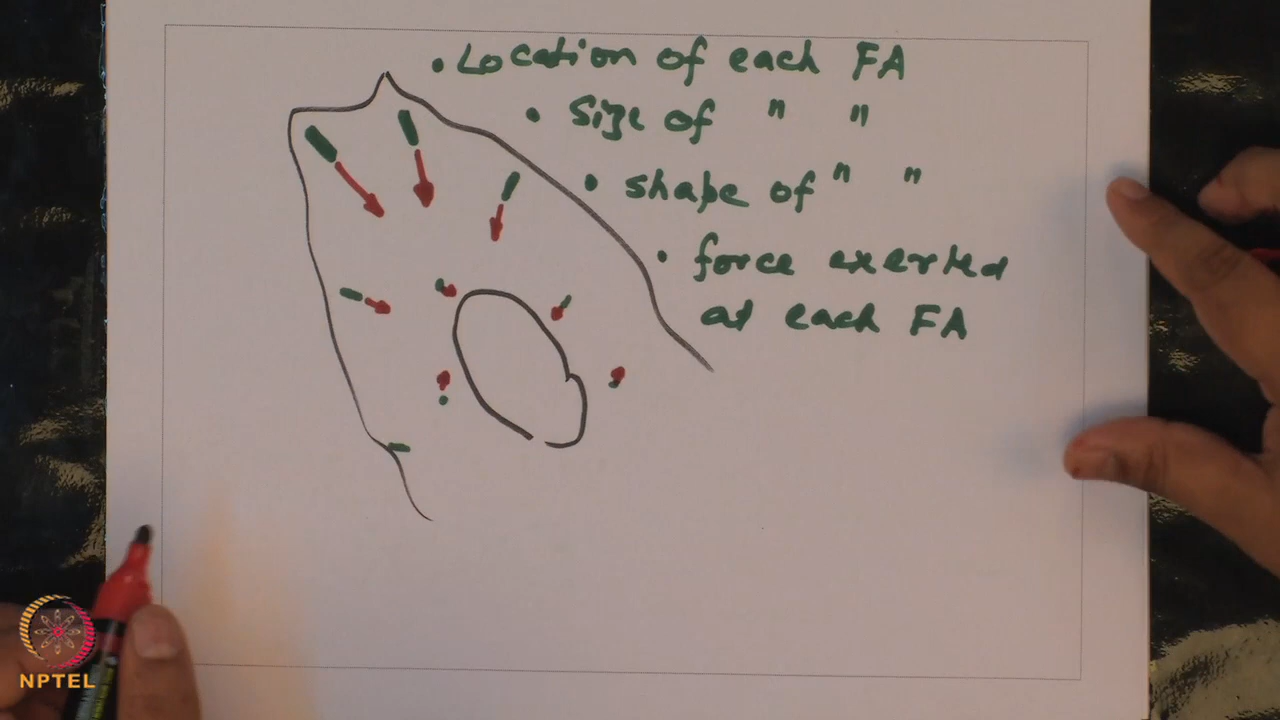 • Location of each FA
• Size of " "
• shape of " "
• force exerted
at each FA
NPTEL